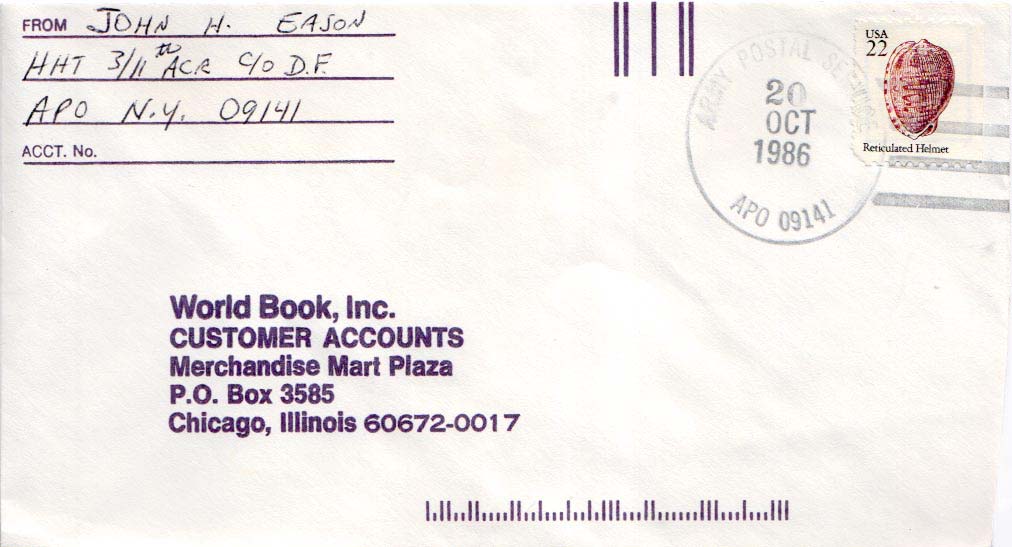 FROM JOHN H. EASON
HHT 3/11th ACR C/O D.F.
APO N.Y. 09141
ACCT. No.
ARMY POSTAL SERVICE
20
OCT
1986
APO 09141
USA
22
Reticulated Helmet
World Book, Inc.
CUSTOMER ACCOUNTS
Merchandise Mart Plaza
P.O. Box 3585
Chicago, Illinois 60672-0017